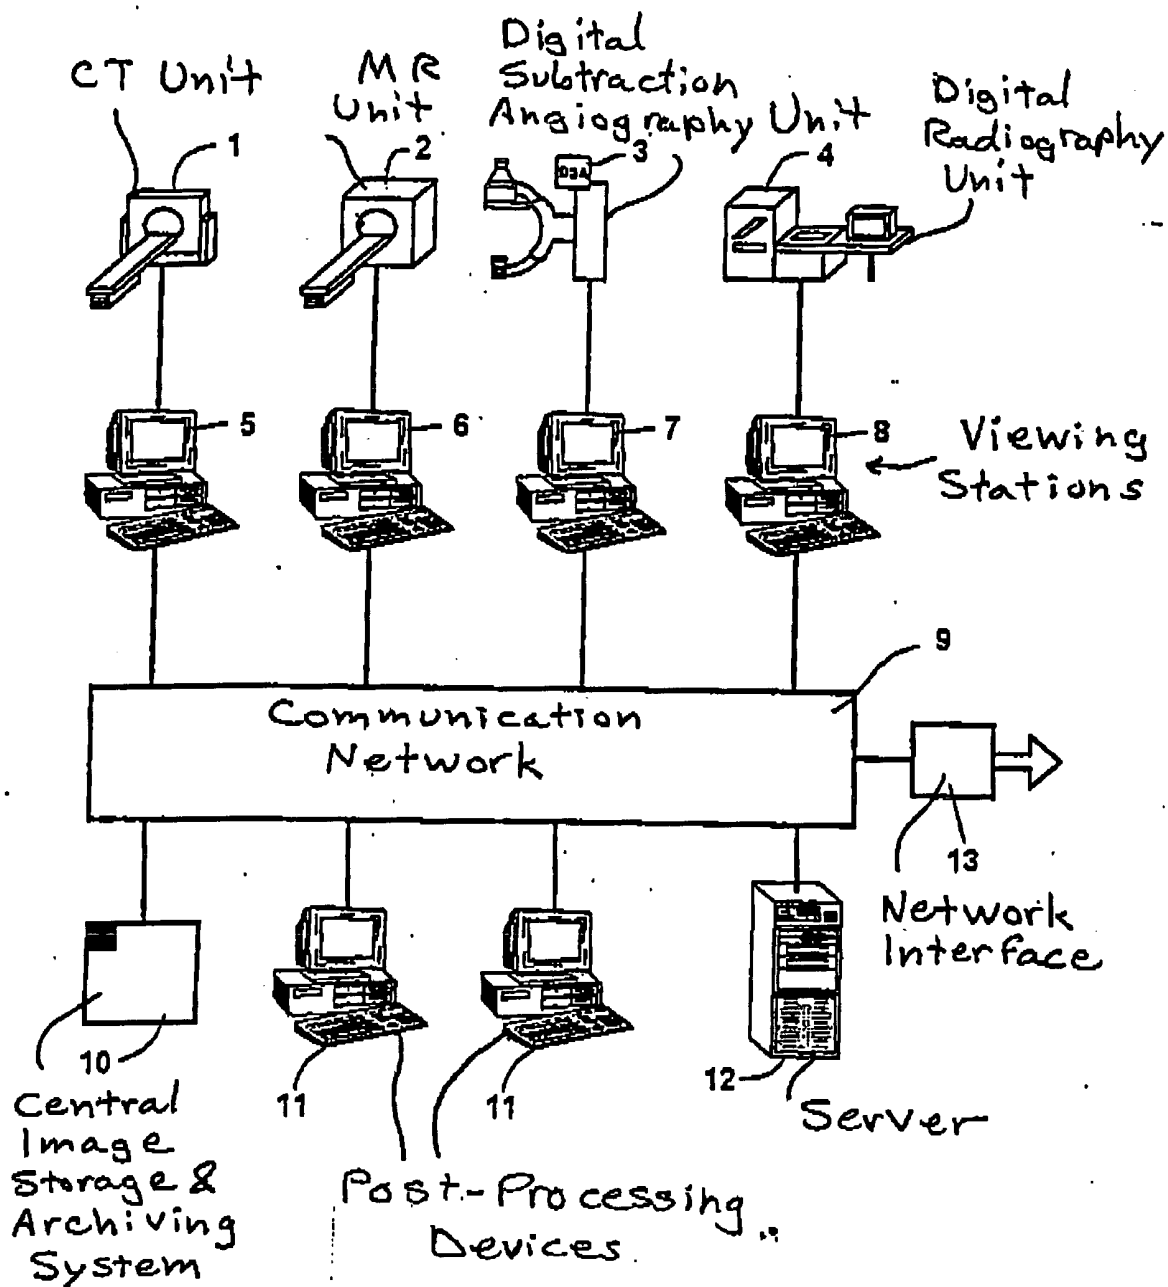 CT Unit
MR
Unit
Digital
Subtraction
Angiography Unit
Digital
Radiography
Unit
1
2
3
DSA
4
5
6
7
8
Viewing
Stations
9
Communication
Network
13
Network
Interface
10
Central
Image
Storage &
Archiving
System
11
11
Post-Processing
Devices
12
Server